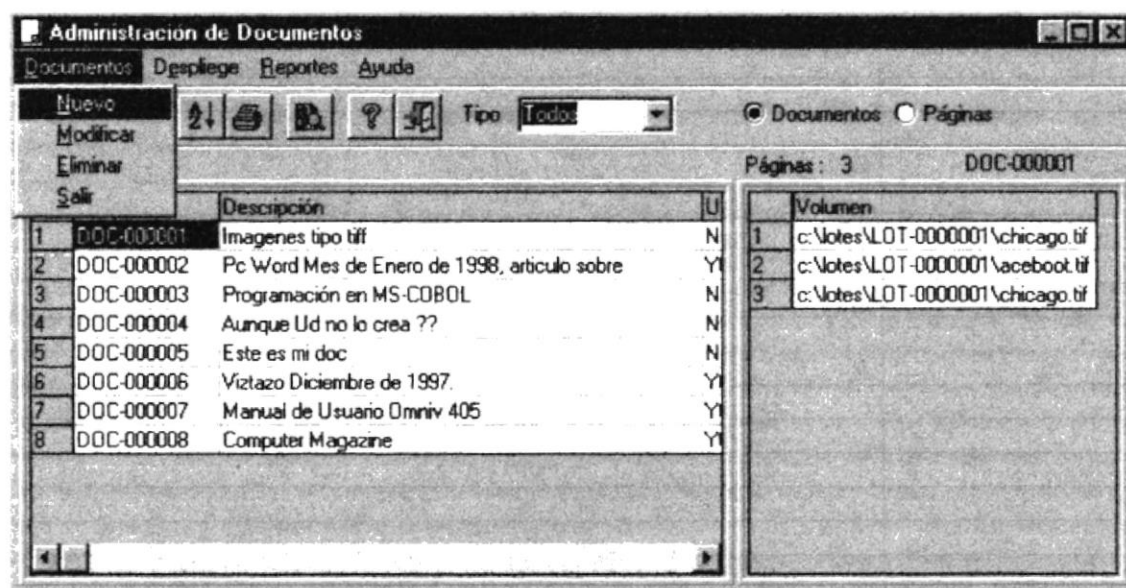 Administración de Documentos
Documentos Despliege Reportes Ayuda
Nuevo
Modificar
Eliminar
Salir
Tipo Todos Documentos Páginas
Páginas : 3 DOC-000001
Descripción U
1 DOC-000001 Imagenes tipo tiff N
2 DOC-000002 Pc Word Mes de Enero de 1998, articulo sobre Y
3 DOC-000003 Programación en MS-COBOL N
4 DOC-000004 Aunque Ud no lo crea ?? N
5 DOC-000005 Este es mi doc N
6 DOC-000006 Viztazo Diciembre de 1997. Y
7 DOC-000007 Manual de Usuario Omniv 405 Y
8 DOC-000008 Computer Magazine Y
Volumen
1 c:\lotes\LOT-0000001\chicago.tif
2 c:\lotes\LOT-0000001\aceboot.tif
3 c:\lotes\LOT-0000001\chicago.tif